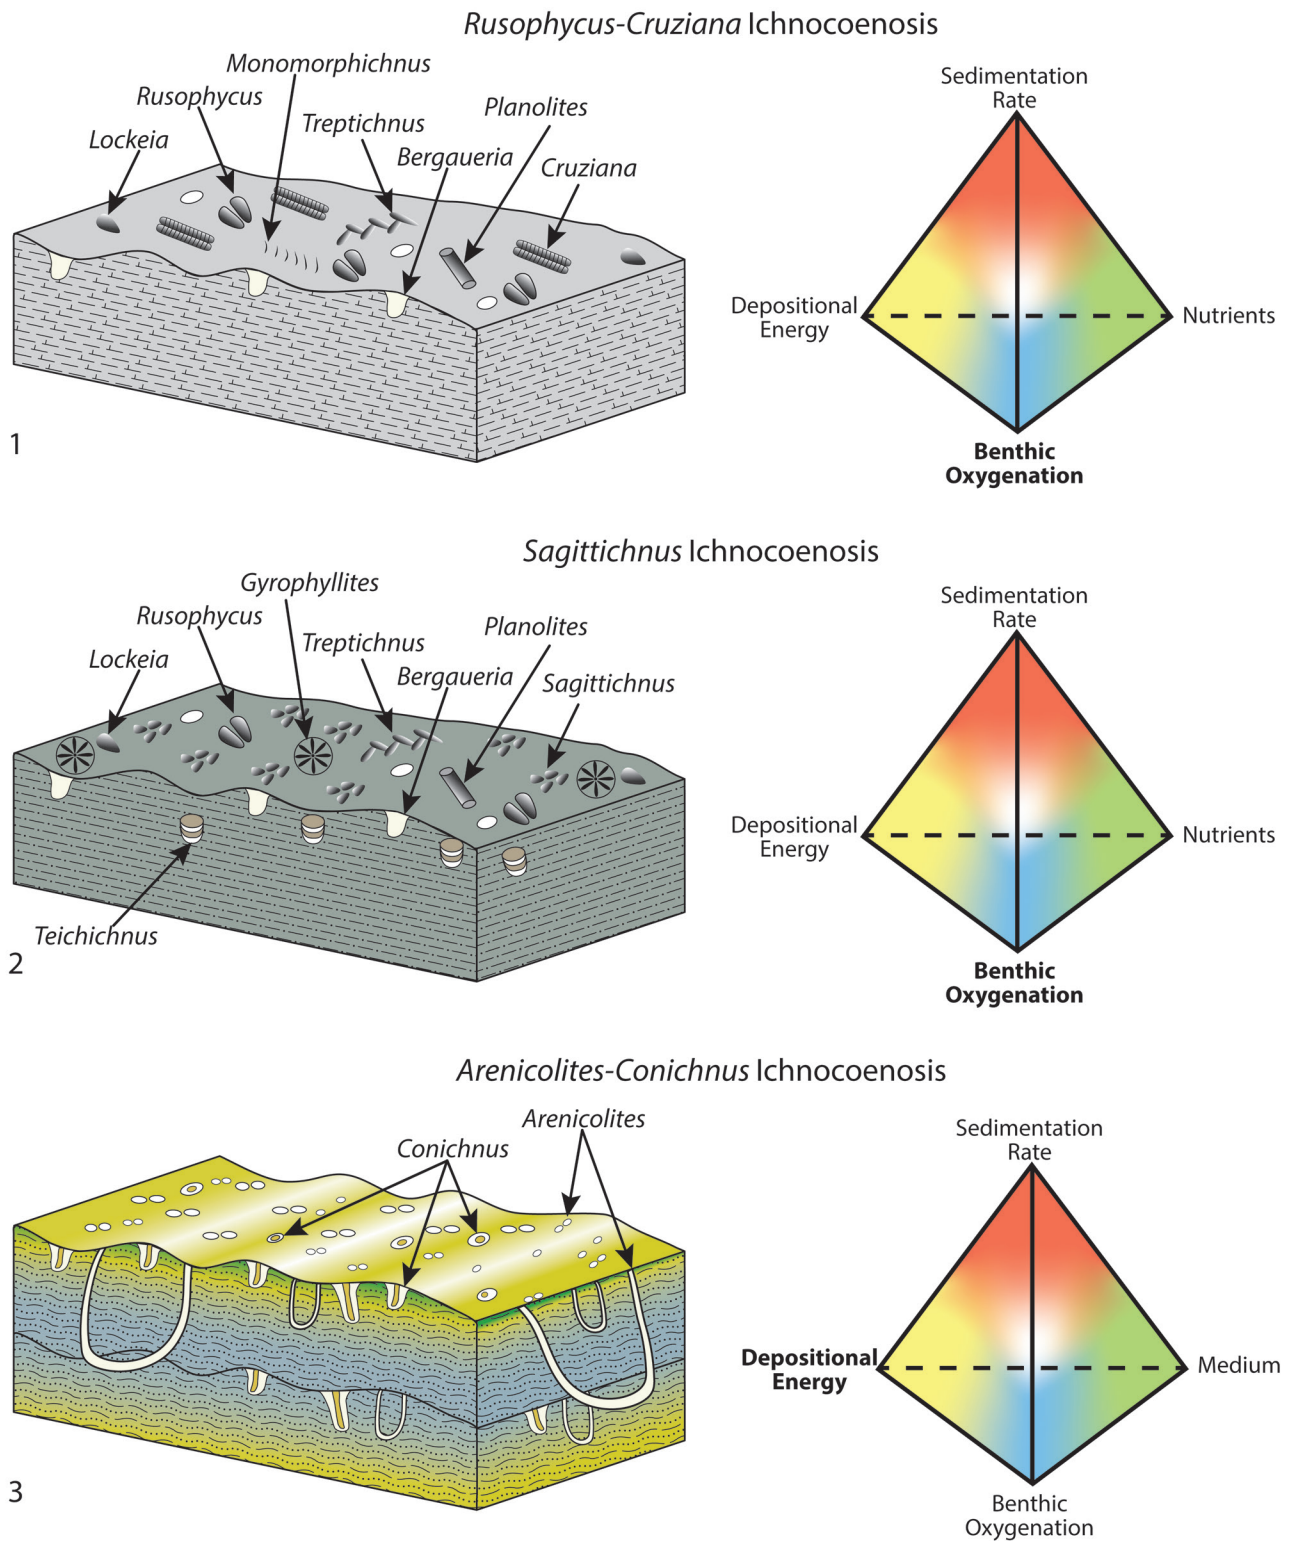 Rusophycus-Cruziana Ichnocoenosis
Monomorphichnus
Rusophycus
Treptichnus
Planolites
Lockeia
Bergaueria
Cruziana
Sedimentation
Rate
Depositional
Energy
Nutrients
Benthic
Oxygenation
1
Sagittichnus Ichnocoenosis
Gyrophyllites
Rusophycus
Treptichnus
Planolites
Lockeia
Bergaueria
Sagittichnus
Teichichnus
Sedimentation
Rate
Depositional
Energy
Nutrients
Benthic
Oxygenation
2
Arenicolites-Conichnus Ichnocoenosis
Arenicolites
Conichnus
Sedimentation
Rate
Depositional
Energy
Medium
Benthic
Oxygenation
3